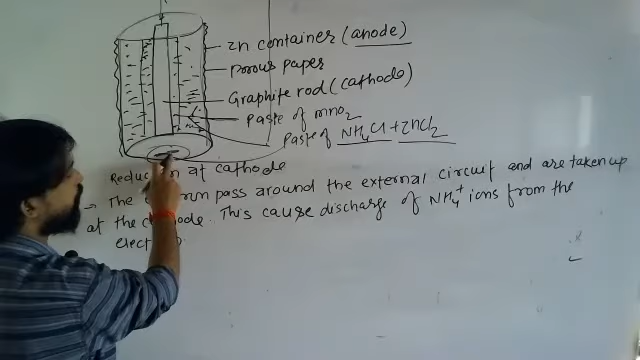 zn container (anode)
porous paper
Graphite rod (cathode)
paste of mno2
paste of NH4Cl + znCl2
Reduc n at cathode
→ The pass around the external circuit and are taken up
at the c ode. This cause discharge of NH4+ ions from the
elect